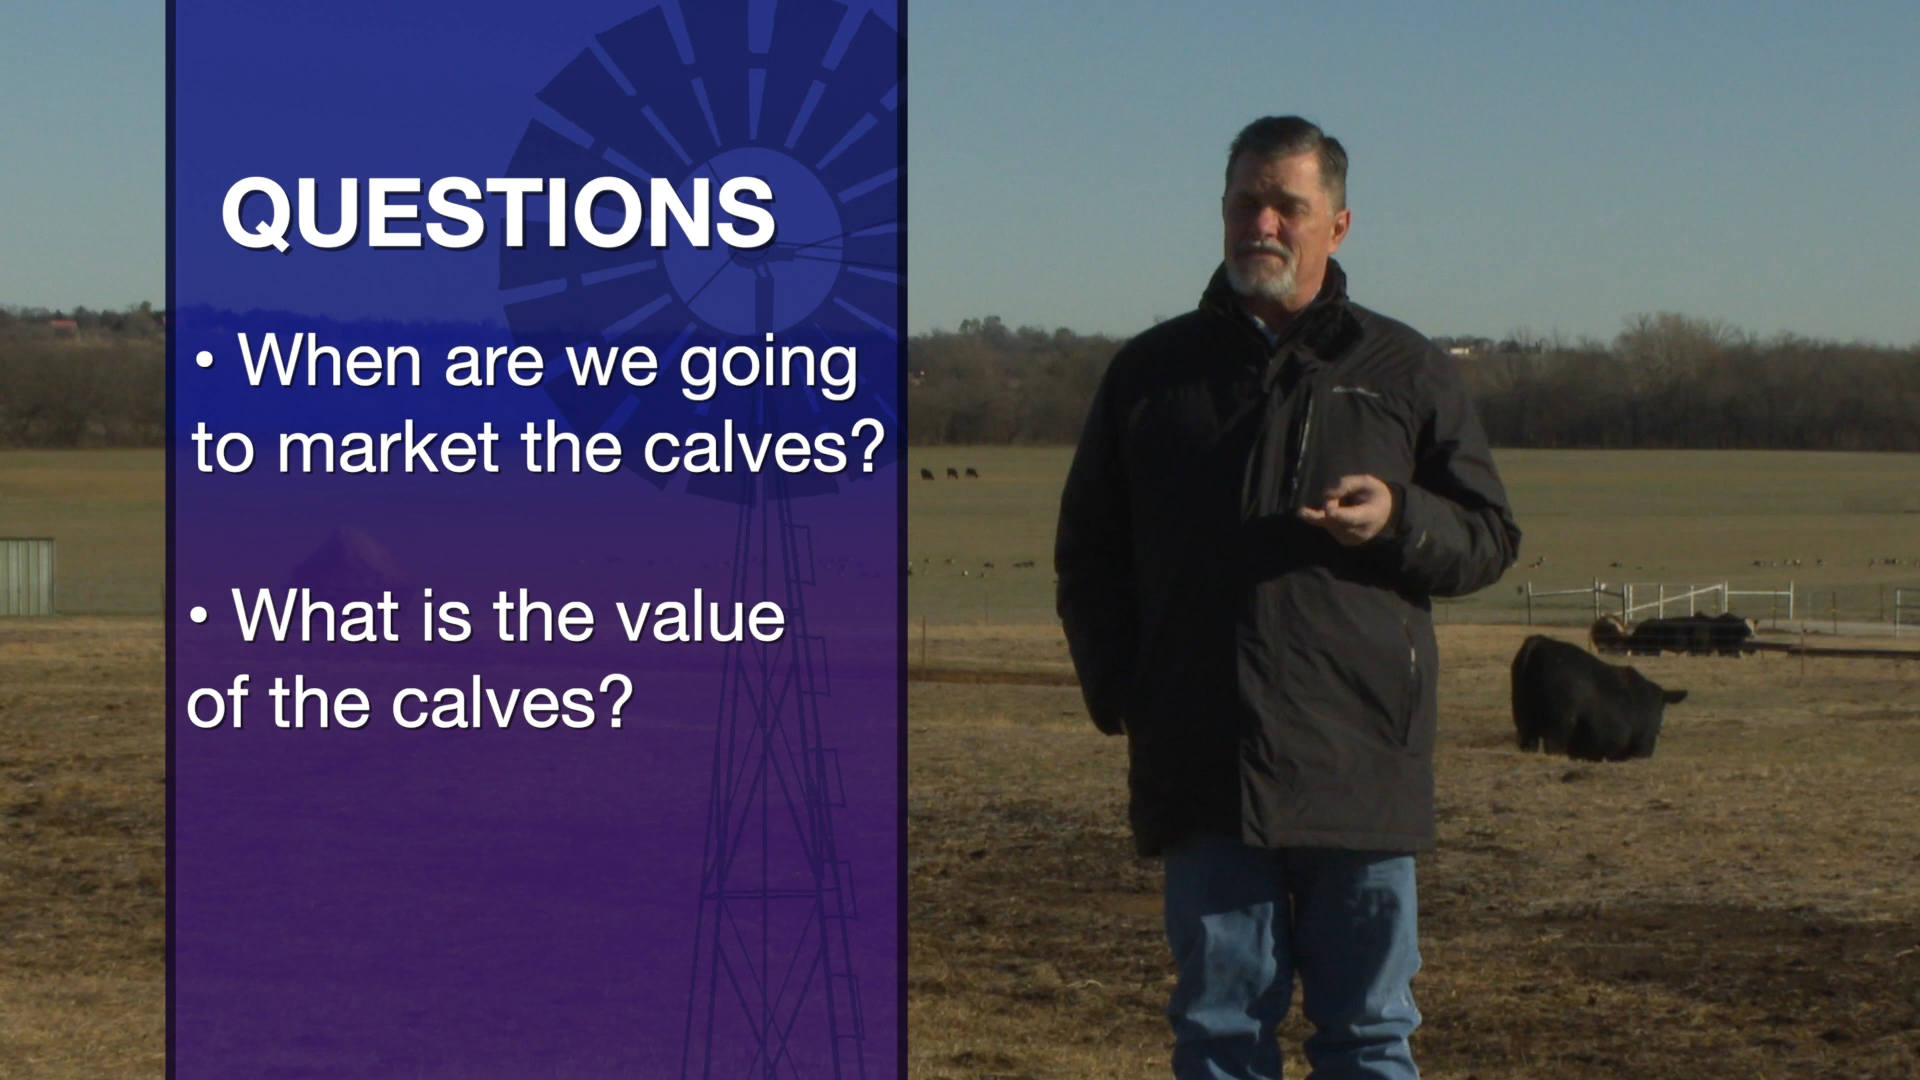 QUESTIONS
• When are we going
to market the calves?
• What is the value
of the calves?